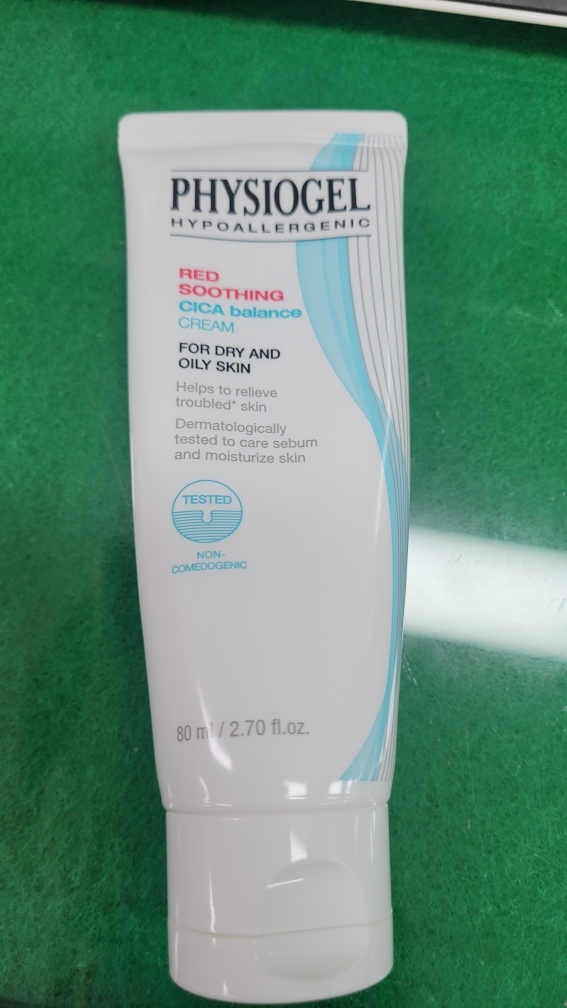 PHYSIOGEL
HYPOALLERGENIC
RED
SOOTHING
CICA balance
CREAM
FOR DRY AND
OILY SKIN
Helps to relieve
troubled* skin
Dermatologically
tested to care sebum
and moisturize skin
TESTED
NON-
COMEDOGENIC
80 ml / 2.70 fl.oz.